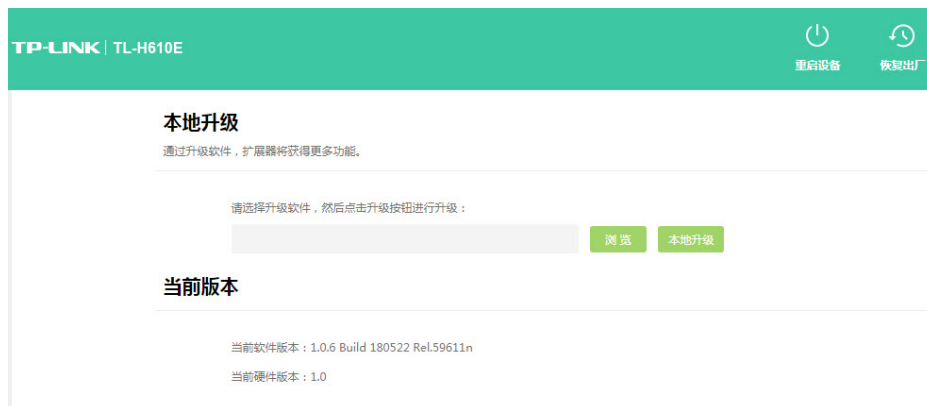 TP-LINK | TL-H610E
重启设备
恢复出厂
本地升级
通过升级软件，扩展器将获得更多功能。
请选择升级软件，然后点击升级按钮进行升级：
浏 览
本地升级
当前版本
当前软件版本：1.0.6 Build 180522 Rel.59611n
当前硬件版本：1.0